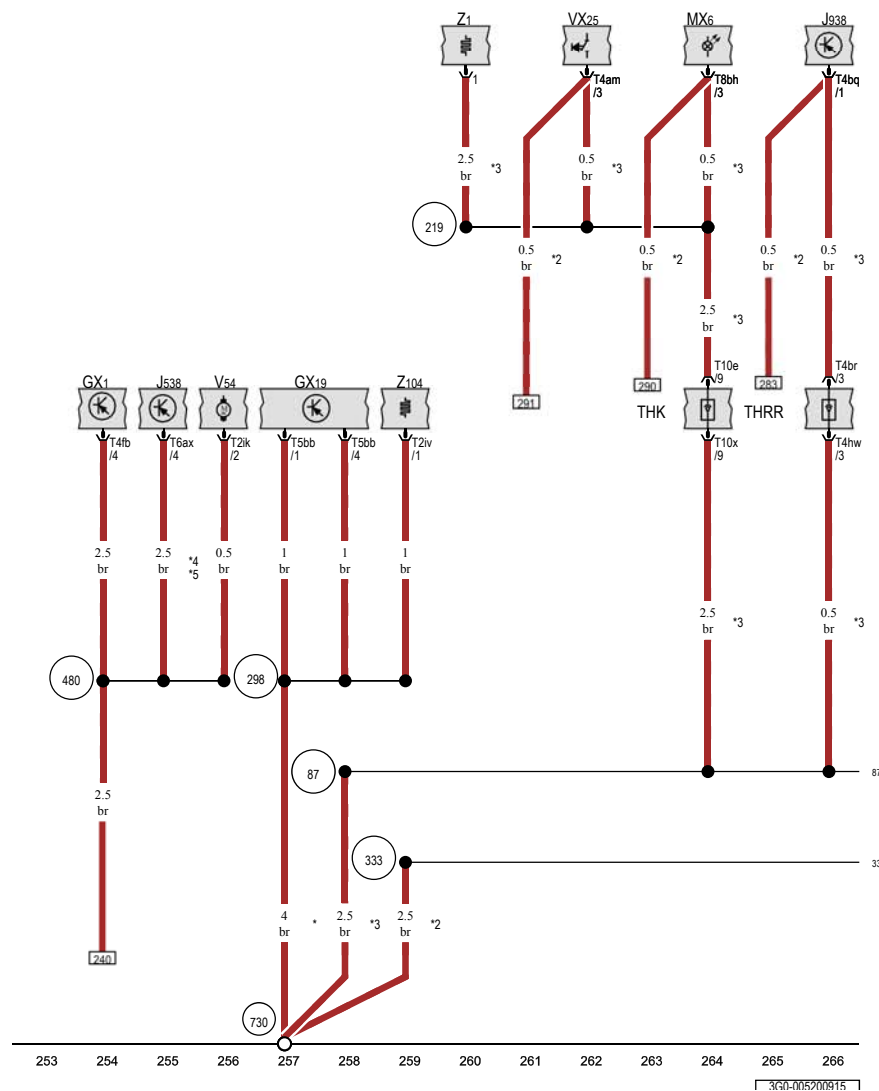 Z1 VX25 MX6 J938
1 T4am /3 T8bh /3 T4bq /1
2.5 br *3 0.5 br *3 0.5 br *3
219
0.5 br *2 0.5 br *2 0.5 br *2 0.5 br *3
2.5 br *3
T10e /9 T4br /3
291 290 283
THK THRR
GX1 J538 V54 GX19 Z104
T4fb /4 T6ax /4 T2ik /2 T5bb /1 T5bb /4 T2iv /1 T10x /9 T4hw /3
2.5 br 2.5 br *4 *5 0.5 br 1 br 1 br 1 br
2.5 br *3 0.5 br *3
480 298
87 87
2.5 br
333 33
4 br * 2.5 br *3 2.5 br *2
240
730
253 254 255 256 257 258 259 260 261 262 263 264 265 266
3G0-005200915